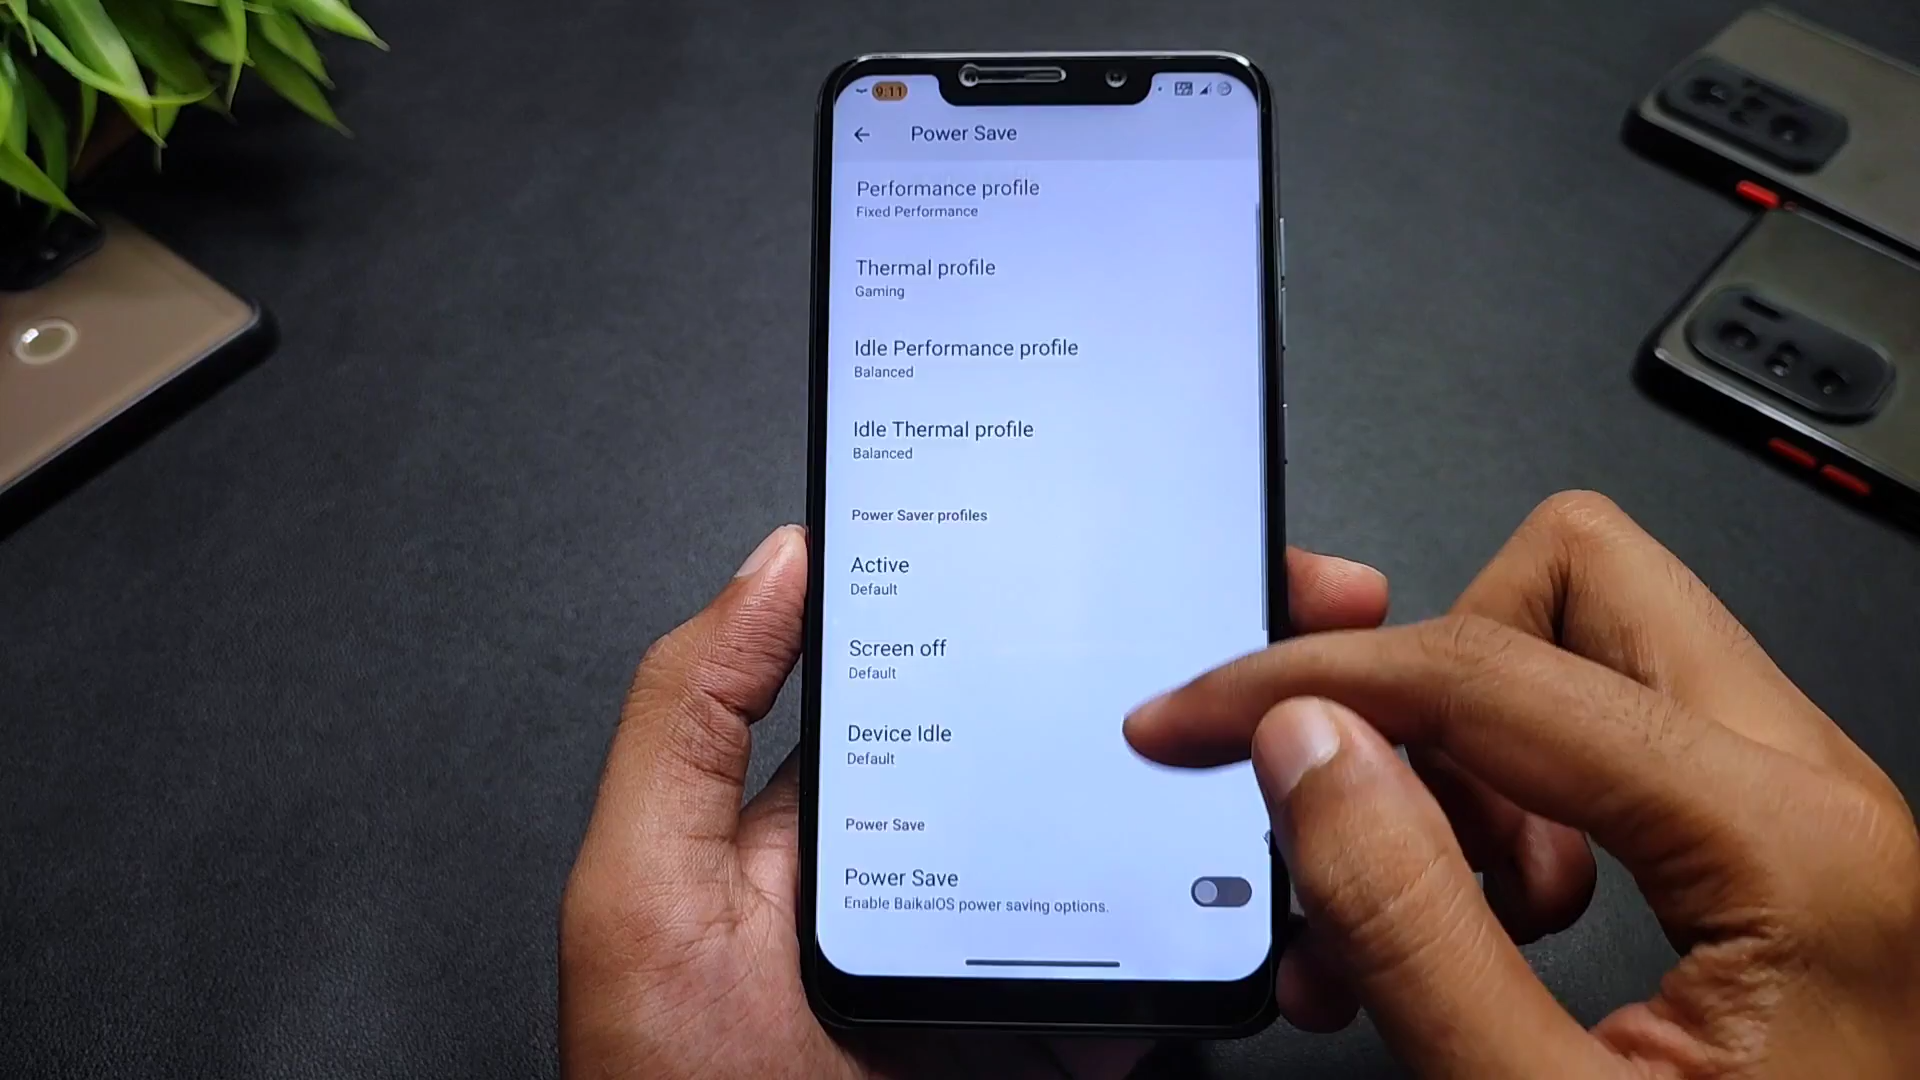 9:11
Power Save
Performance profile
Fixed Performance
Thermal profile
Gaming
Idle Performance profile
Balanced
Idle Thermal profile
Balanced
Power Saver profiles
Active
Default
Screen off
Default
Device Idle
Default
Power Save
Power Save
Enable BaikalOS power saving options.